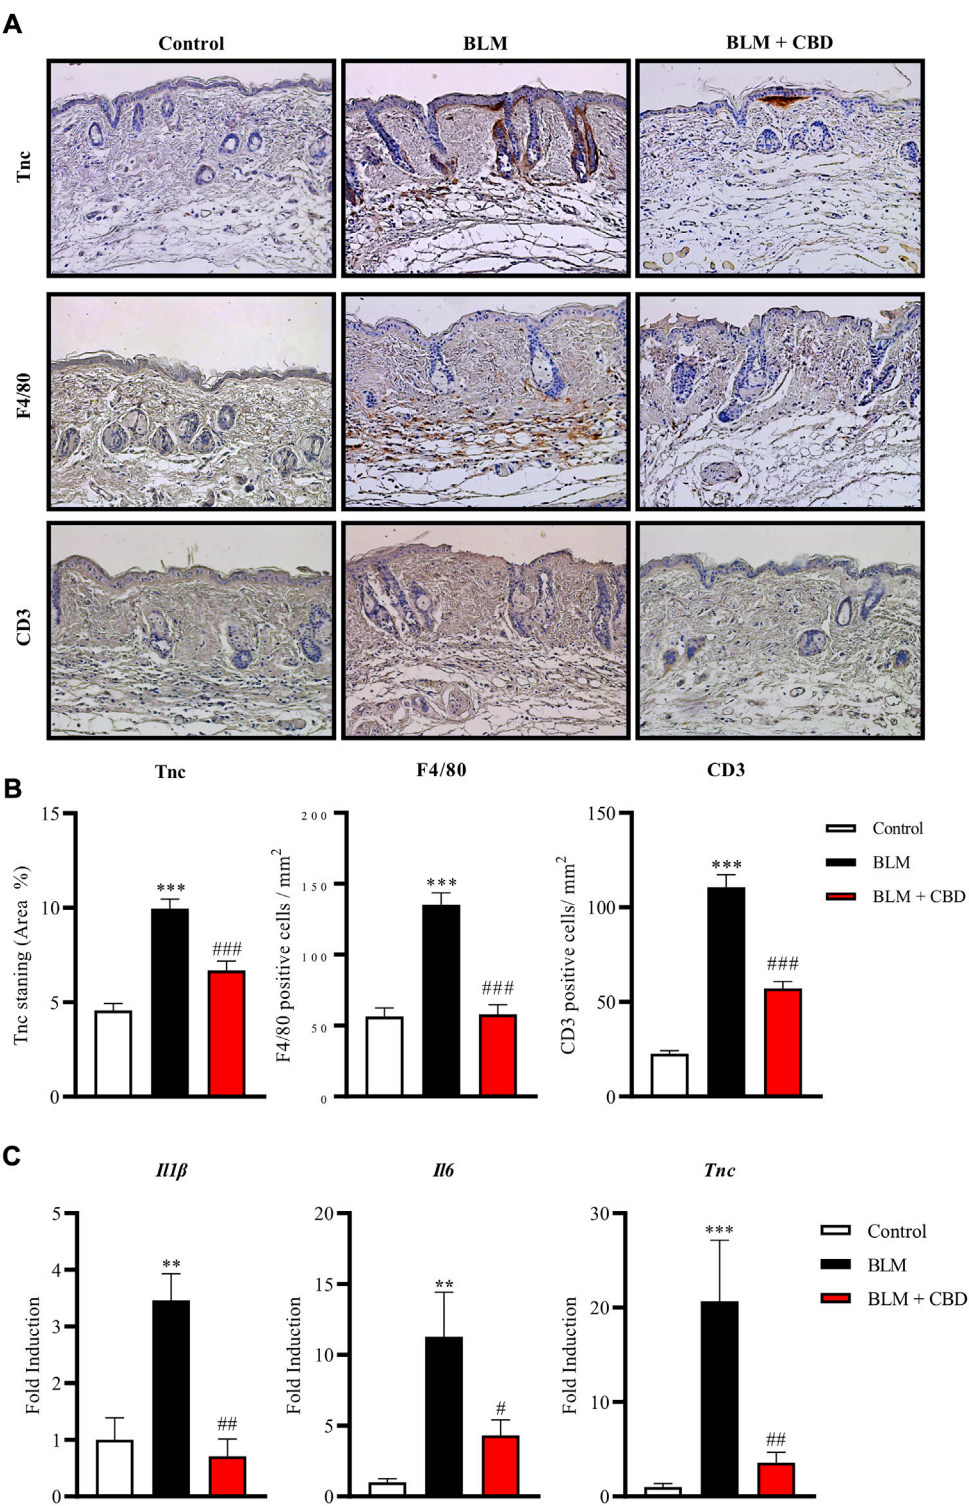 A
Control
BLM
BLM + CBD
Tnc
F4/80
CD3
B
Tnc
F4/80
CD3
Tnc staning (Area %)
15
10
5
0
***
###
F4/80 positive cells / mm2
200
150
100
50
0
***
###
CD3 positive cells/ mm2
150
100
50
0
***
###
Control
BLM
BLM + CBD
C
Il1β
Il6
Tnc
Fold Induction
5
4
3
2
1
0
**
##
Fold Induction
20
15
10
5
0
**
#
Fold Induction
30
20
10
0
***
##
Control
BLM
BLM + CBD